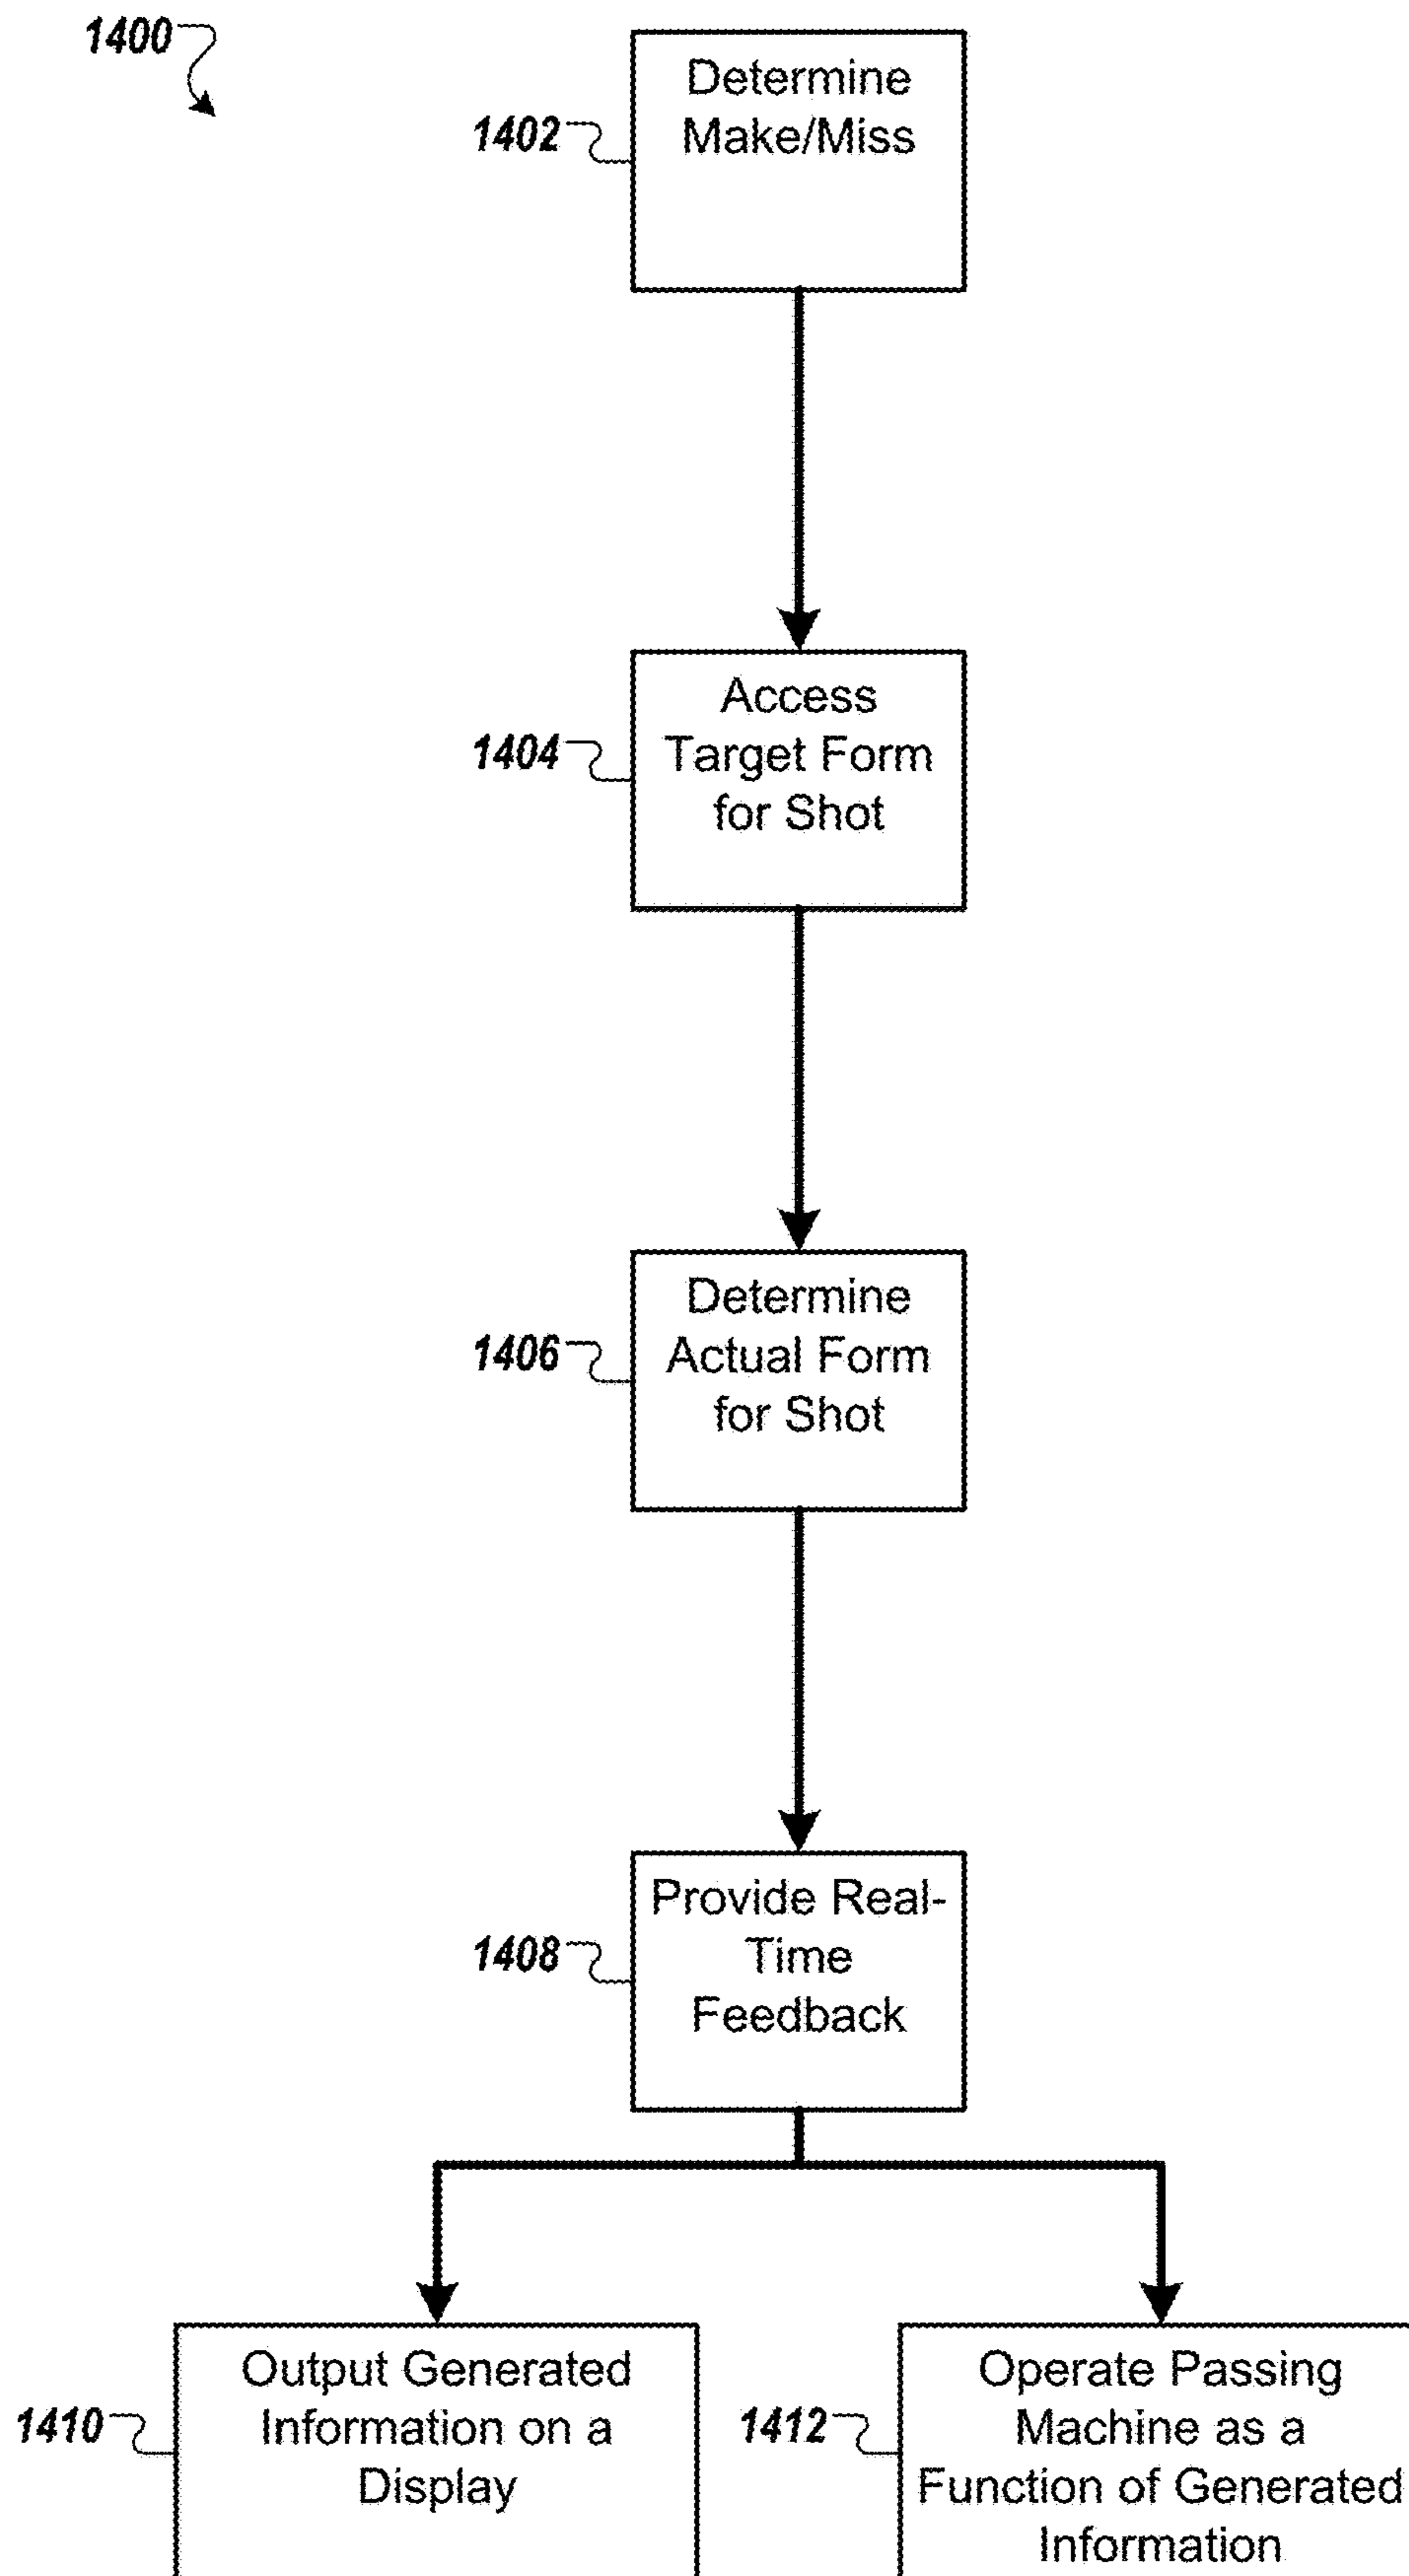 1400
Determine
Make/Miss
1402
Access
Target Form
for Shot
1404
Determine
Actual Form
for Shot
1406
Provide Real-
Time
Feedback
1408
Output Generated
Information on a
Display
1410
Operate Passing
Machine as a
Function of Generated
Information
1412